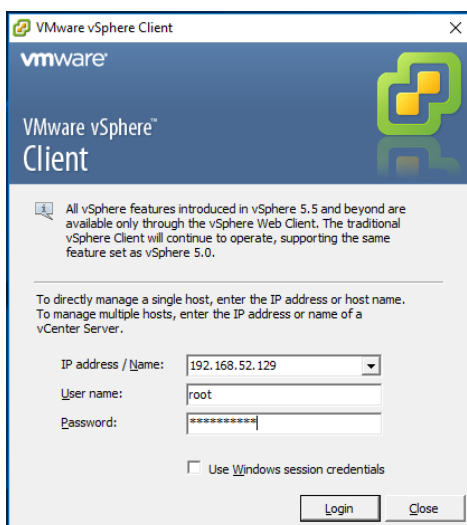 VMware vSphere Client
vmware®
VMware vSphere™
Client
All vSphere features introduced in vSphere 5.5 and beyond are
available only through the vSphere Web Client. The traditional
vSphere Client will continue to operate, supporting the same
feature set as vSphere 5.0.
To directly manage a single host, enter the IP address or host name.
To manage multiple hosts, enter the IP address or name of a
vCenter Server.
IP address / Name: 192.168.52.129
User name: root
Password: **********
Use Windows session credentials
Login Close